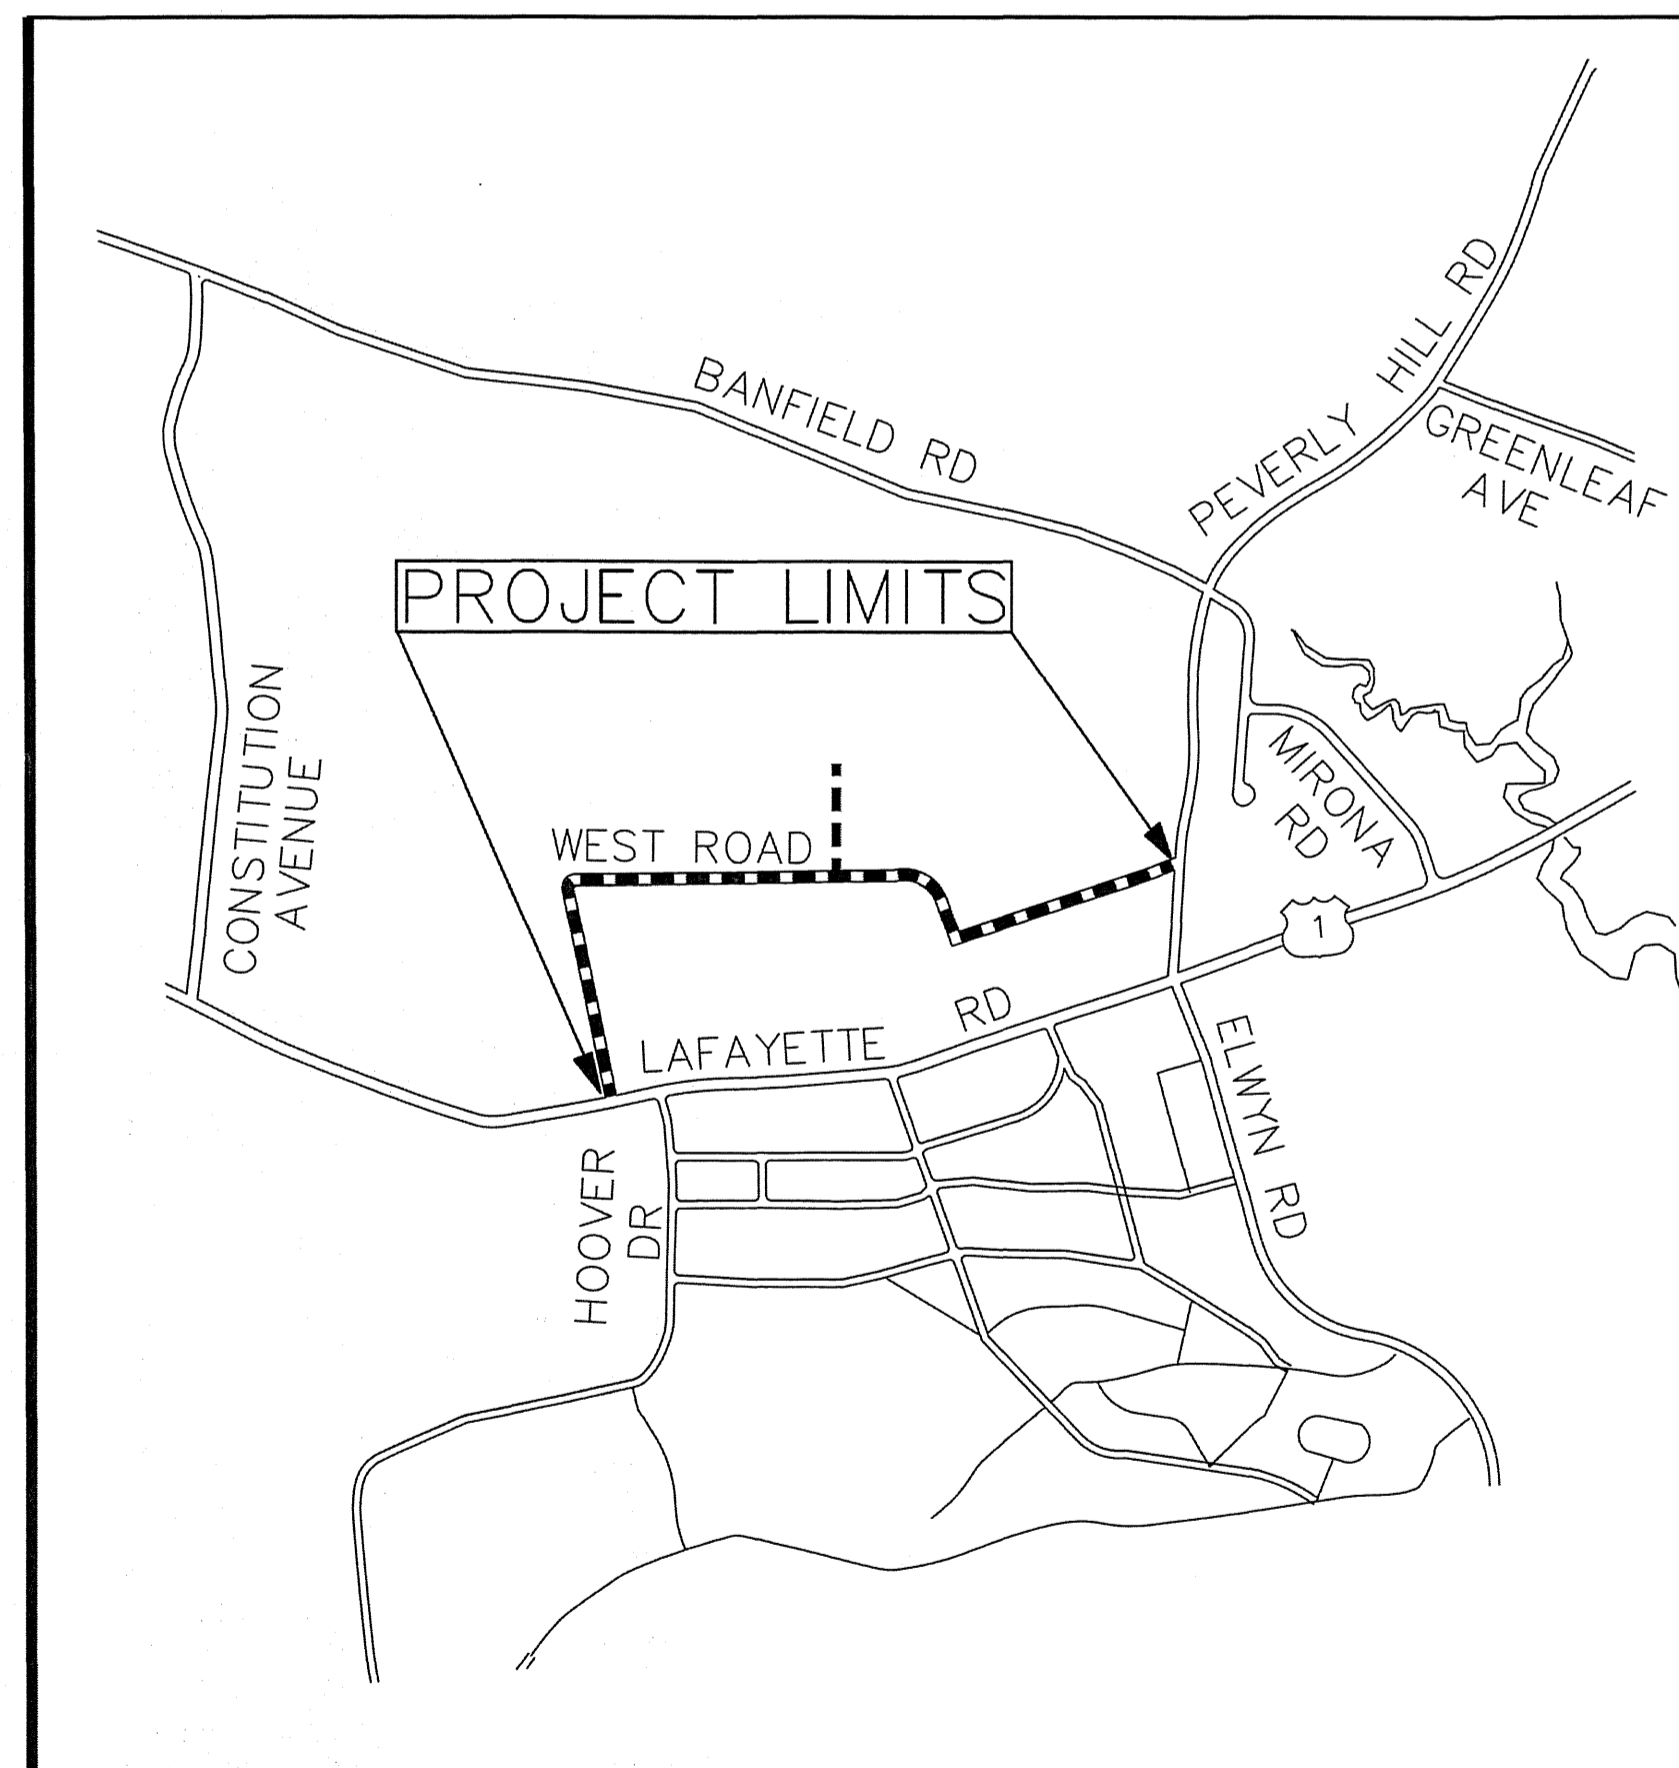 BANFIELD RD
PEVERLY HILL RD
GREENLEAF
AVE
PROJECT LIMITS
CONSTITUTION
AVENUE
WEST ROAD
MIRONA
RD
1
LAFAYETTE RD
ELWYN RD
HOOVER
DR